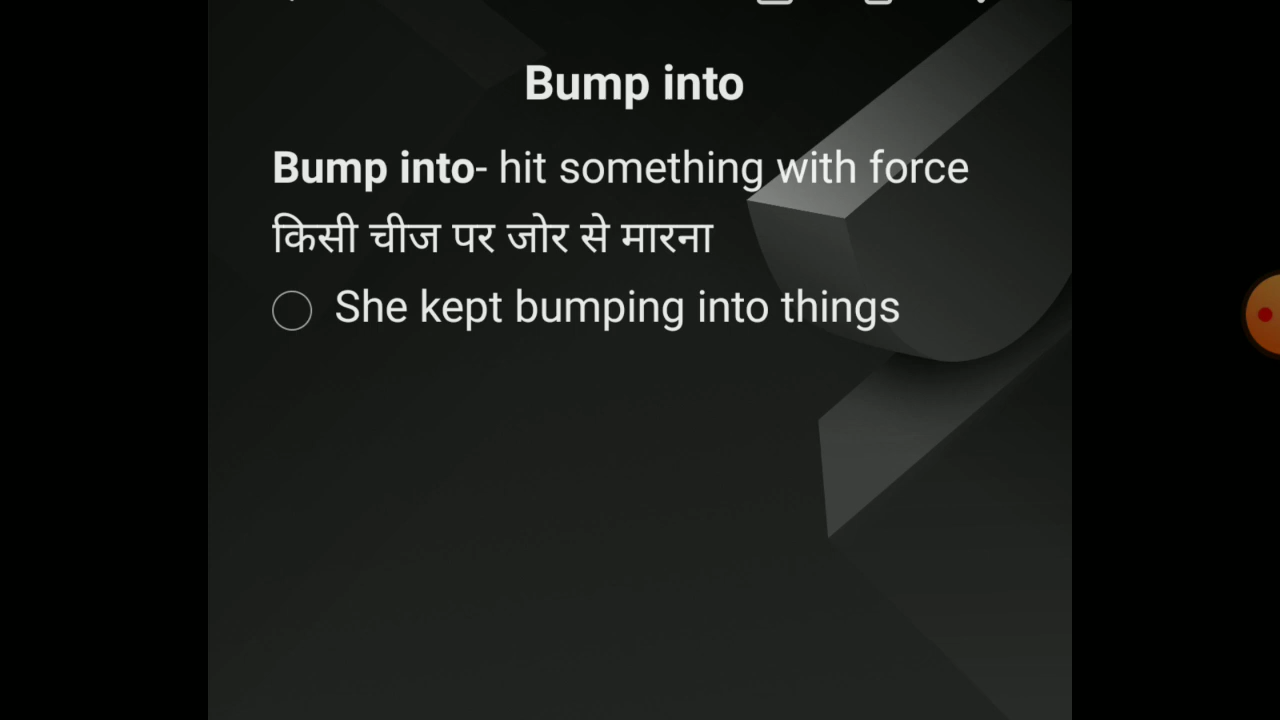 Bump into
Bump into- hit something with force
किसी चीज पर जोर से मारना
She kept bumping into things